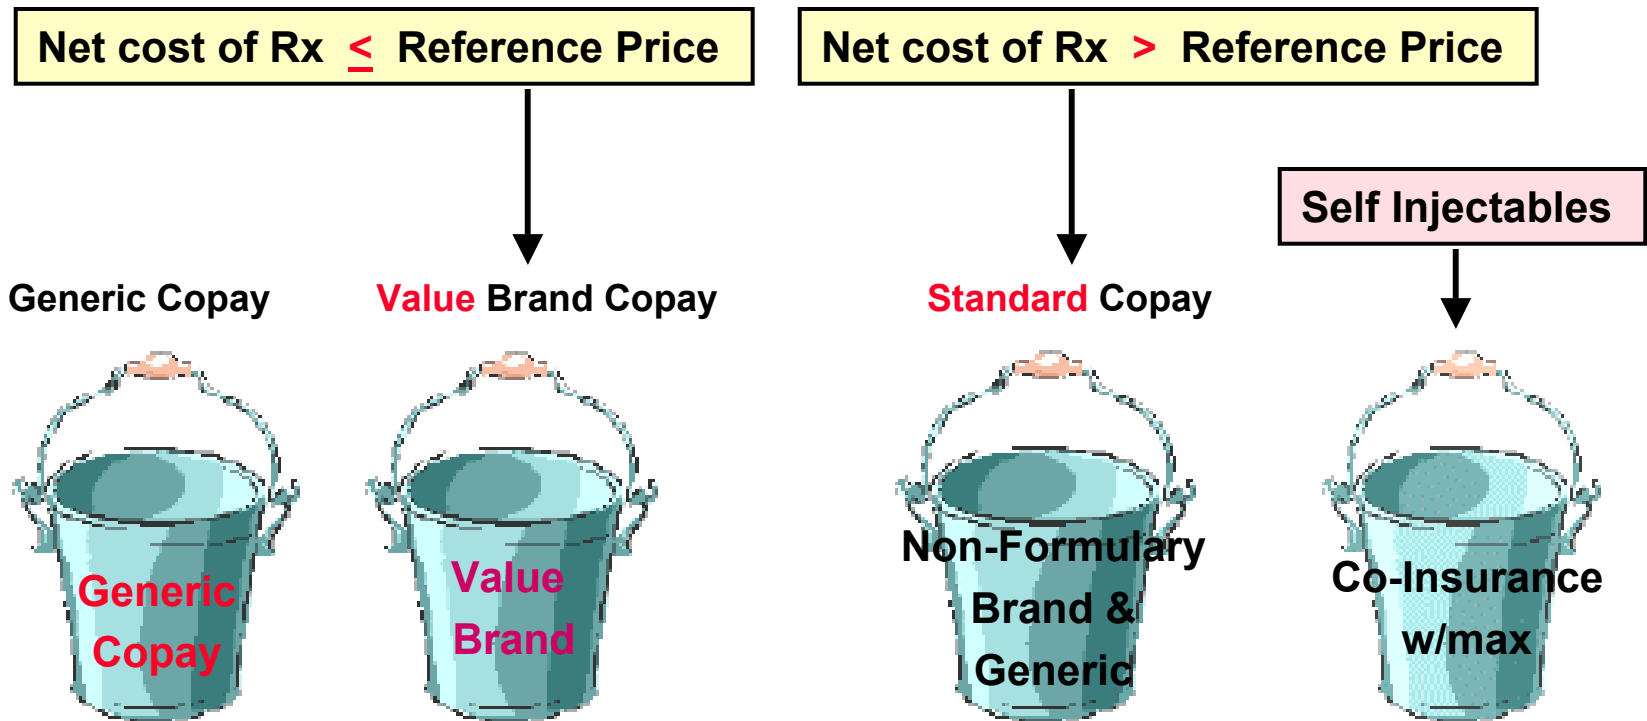 Net cost of Rx ≤ Reference Price
Net cost of Rx > Reference Price
Self Injectables
Generic Copay
Value Brand Copay
Standard Copay
Generic
Copay
Value
Brand
Non-Formulary
Brand &
Generic
Co-Insurance
w/max